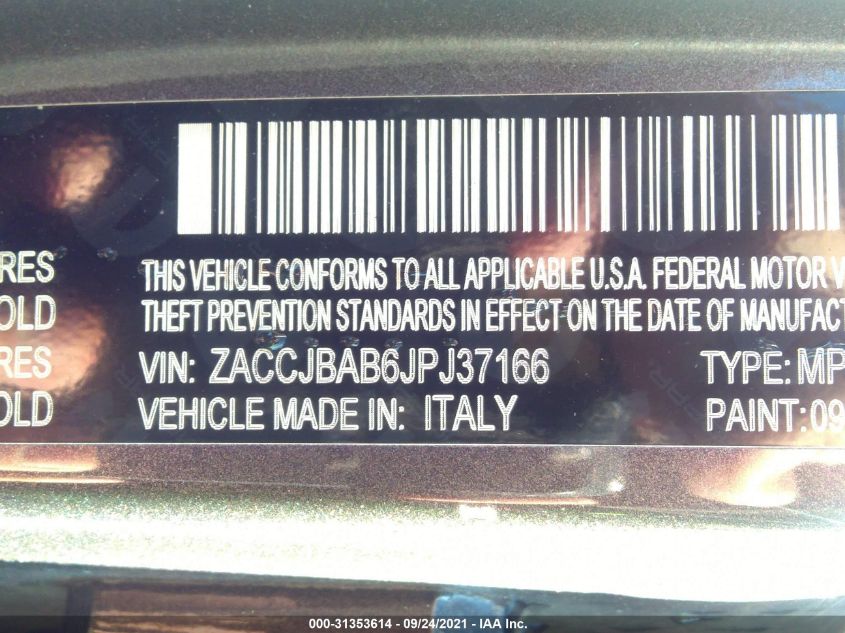 RES
OLD
RES
OLD
THIS VEHICLE CONFORMS TO ALL APPLICABLE U.S.A. FEDERAL MOTOR V
THEFT PREVENTION STANDARDS IN EFFECT ON THE DATE OF MANUFACT
VIN: ZACCJBAB6JPJ37166
TYPE: MP
VEHICLE MADE IN: ITALY
PAINT: 09
000-31353614 - 09/24/2021 - IAA Inc.